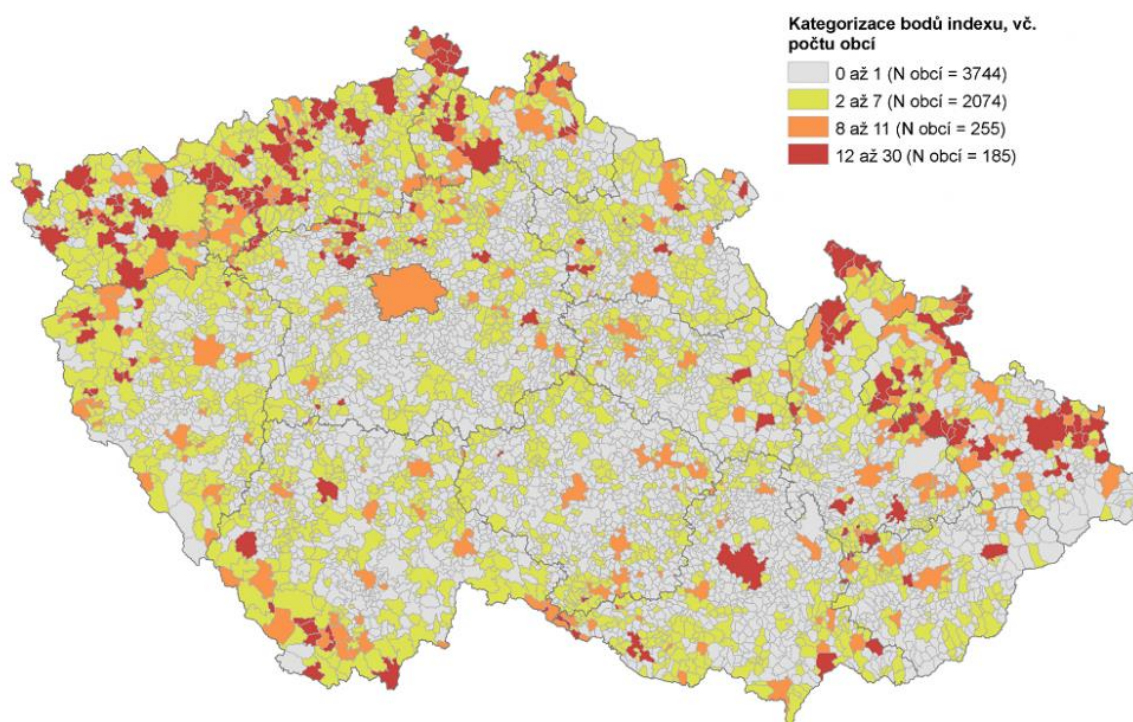 Kategorizace bodů indexu, vč.
počtu obcí
0 až 1 (N obcí = 3744)
2 až 7 (N obcí = 2074)
8 až 11 (N obcí = 255)
12 až 30 (N obcí = 185)